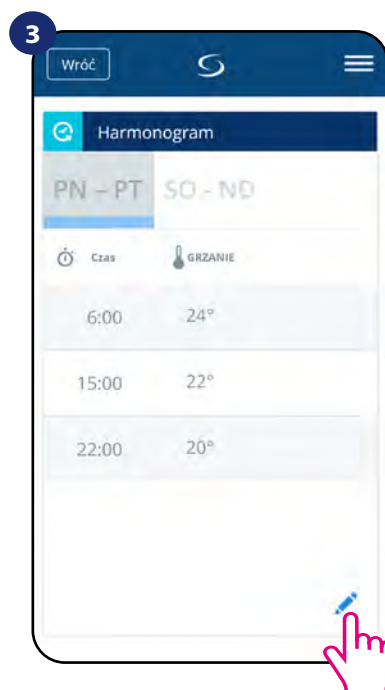 3
Wróć
Harmonogram
PN – PT SO - ND
Czas GRZANIE
6:00 24°
15:00 22°
22:00 20°